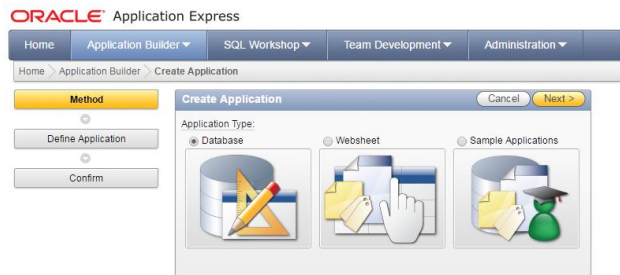 ORACLE® Application Express
Home Application Builder SQL Workshop Team Development Administration
Home > Application Builder > Create Application
Method
Define Application
Confirm
Create Application Cancel Next >
Application Type:
Database Websheet Sample Applications